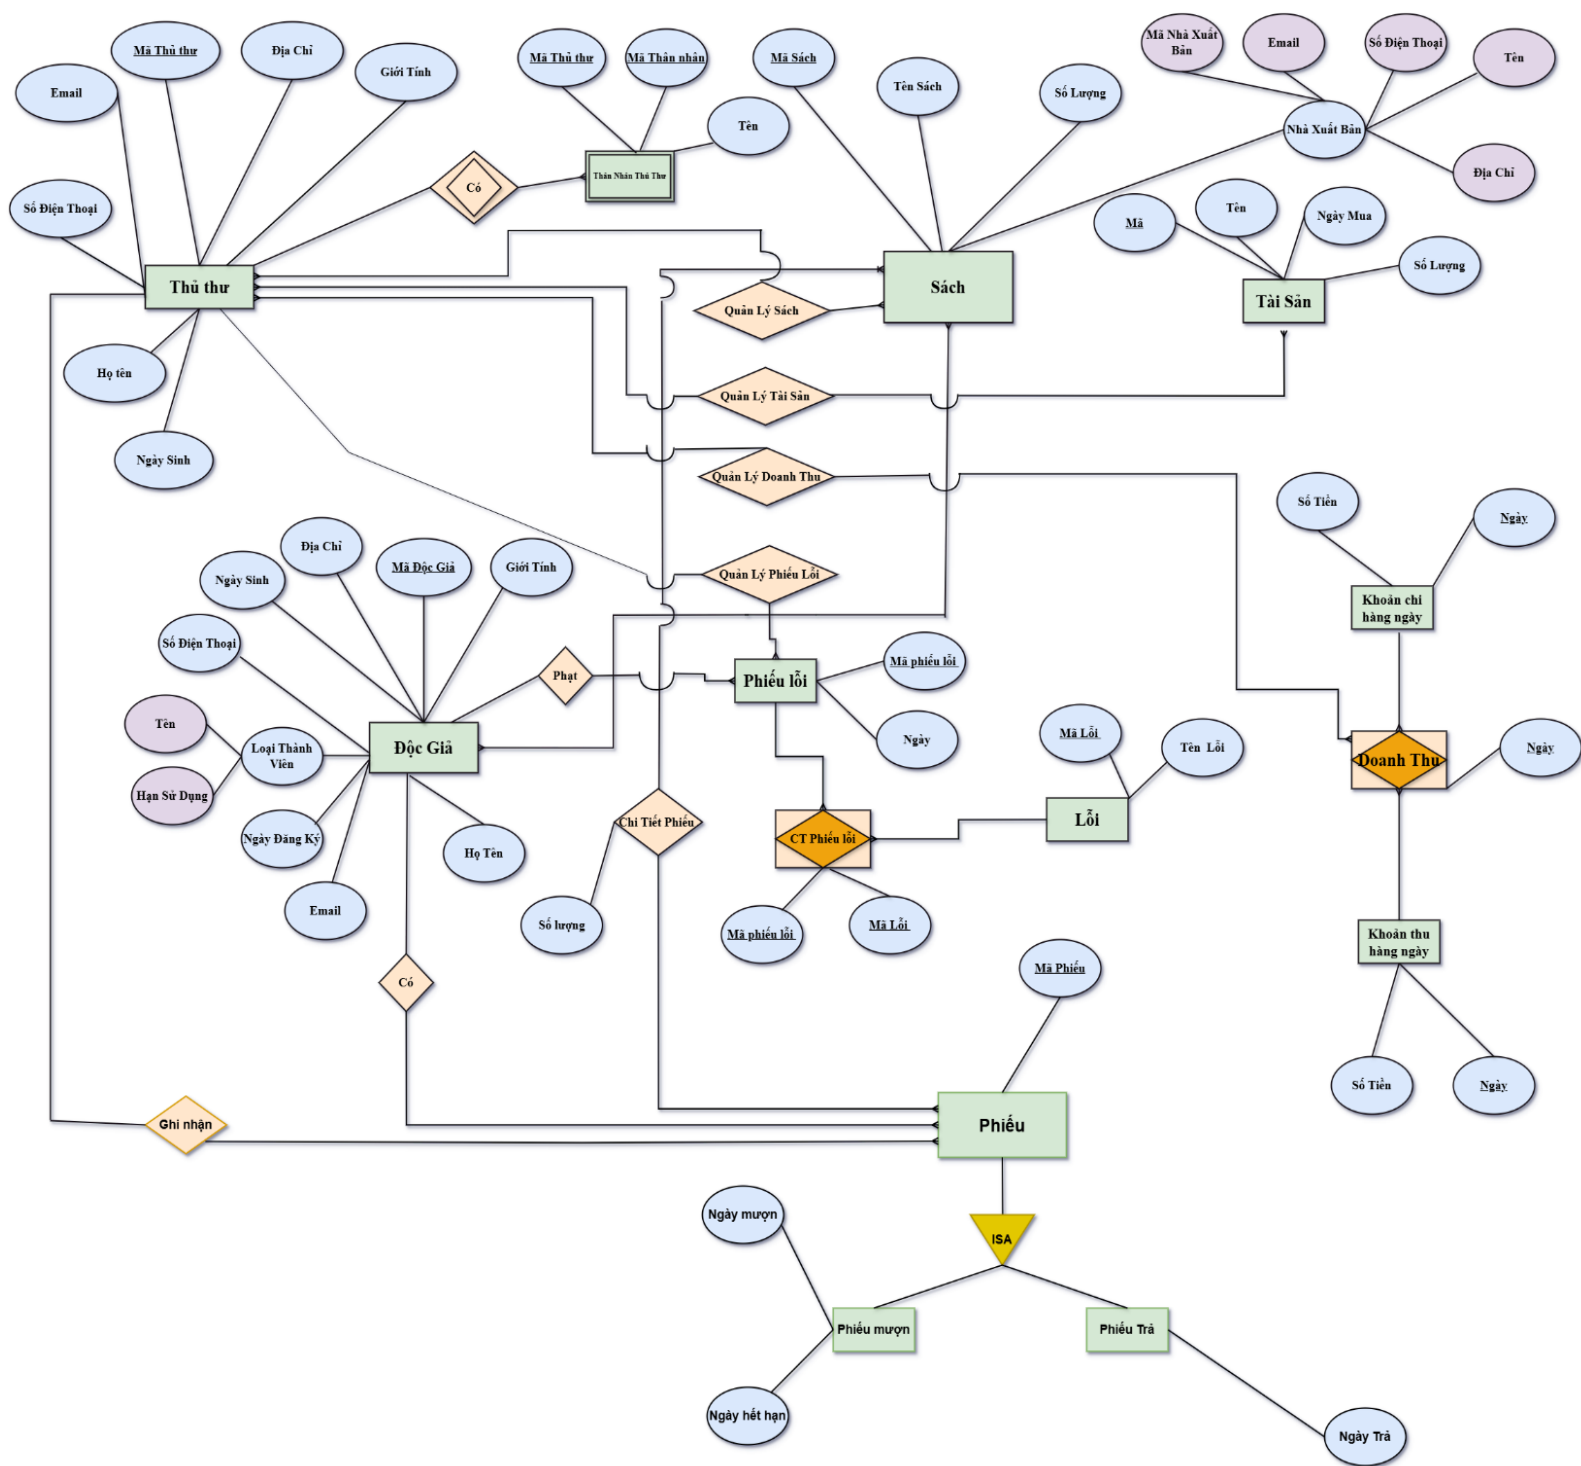 Mã Thủ thư
Địa Chỉ
Giới Tính
Email
Số Điện Thoại
Thủ thư
Họ tên
Ngày Sinh
Có
Mã Thủ thư
Mã Thân nhân
Tên
Thân Nhân Thủ Thư
Mã Sách
Tên Sách
Số Lượng
Sách
Mã Nhà Xuất
Bản
Email
Số Điện Thoại
Tên
Nhà Xuất Bản
Địa Chỉ
Mã
Tên
Ngày Mua
Số Lượng
Tài Sản
Quản Lý Sách
Quản Lý Tài Sản
Quản Lý Doanh Thu
Quản Lý Phiếu Lỗi
Số Tiền
Ngày
Khoản chi
hàng ngày
Địa Chỉ
Mã Độc Giả
Giới Tính
Ngày Sinh
Số Điện Thoại
Tên
Loại Thành
Viên
Hạn Sử Dụng
Ngày Đăng Ký
Email
Họ Tên
Độc Giả
Phạt
Phiếu lỗi
Mã phiếu lỗi
Ngày
Mã Lỗi
Tên Lỗi
Lỗi
Doanh Thu
Ngày
Chi Tiết Phiếu
Số lượng
CT Phiếu lỗi
Mã phiếu lỗi
Mã Lỗi
Khoản thu
hàng ngày
Số Tiền
Ngày
Có
Mã Phiếu
Ghi nhận
Phiếu
ISA
Ngày mượn
Phiếu mượn
Phiếu Trả
Ngày hết hạn
Ngày Trả